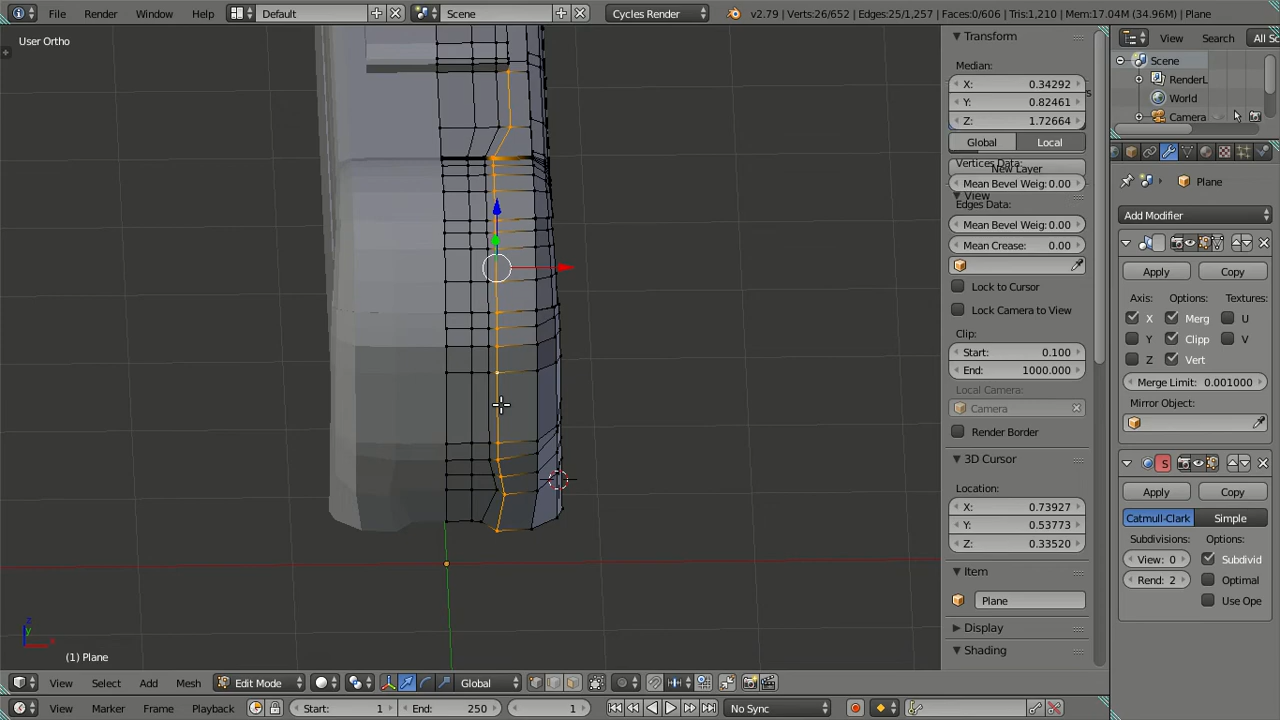 File Render Window Help Default Scene Cycles Render v2.79 | Verts:26/652 | Edges:25/1,257 | Faces:0/606 | Tris:1,210 | Mem:17.04M (34.96M) | Plane
User Ortho
Transform
Median:
X: 0.34292
Y: 0.82461
Z: 1.72664
Global Local
Vertices Data:
New Layer
Mean Bevel Weig: 0.00
View
Edges Data:
Mean Bevel Weig: 0.00
Mean Crease: 0.00
Lock to Cursor
Lock Camera to View
Clip:
Start: 0.100
End: 1000.000
Local Camera:
Camera
Render Border
3D Cursor
Location:
X: 0.73927
Y: 0.53773
Z: 0.33520
Item
Plane
Display
Shading
View Search All Sc
Scene
RenderL
World
Camera
Plane
Add Modifier
Apply Copy
Axis: Options: Textures:
X Merg U
Y Clipp V
Z Vert
Merge Limit: 0.001000
Mirror Object:
S
Apply Copy
Catmull-Clark Simple
Subdivisions: Options:
View: 0 Subdivid
Rend: 2 Optimal
Use Ope
z
y
x
(1) Plane
View Select Add Mesh Edit Mode Global
View Marker Frame Playback Start: 1 End: 250 1 No Sync